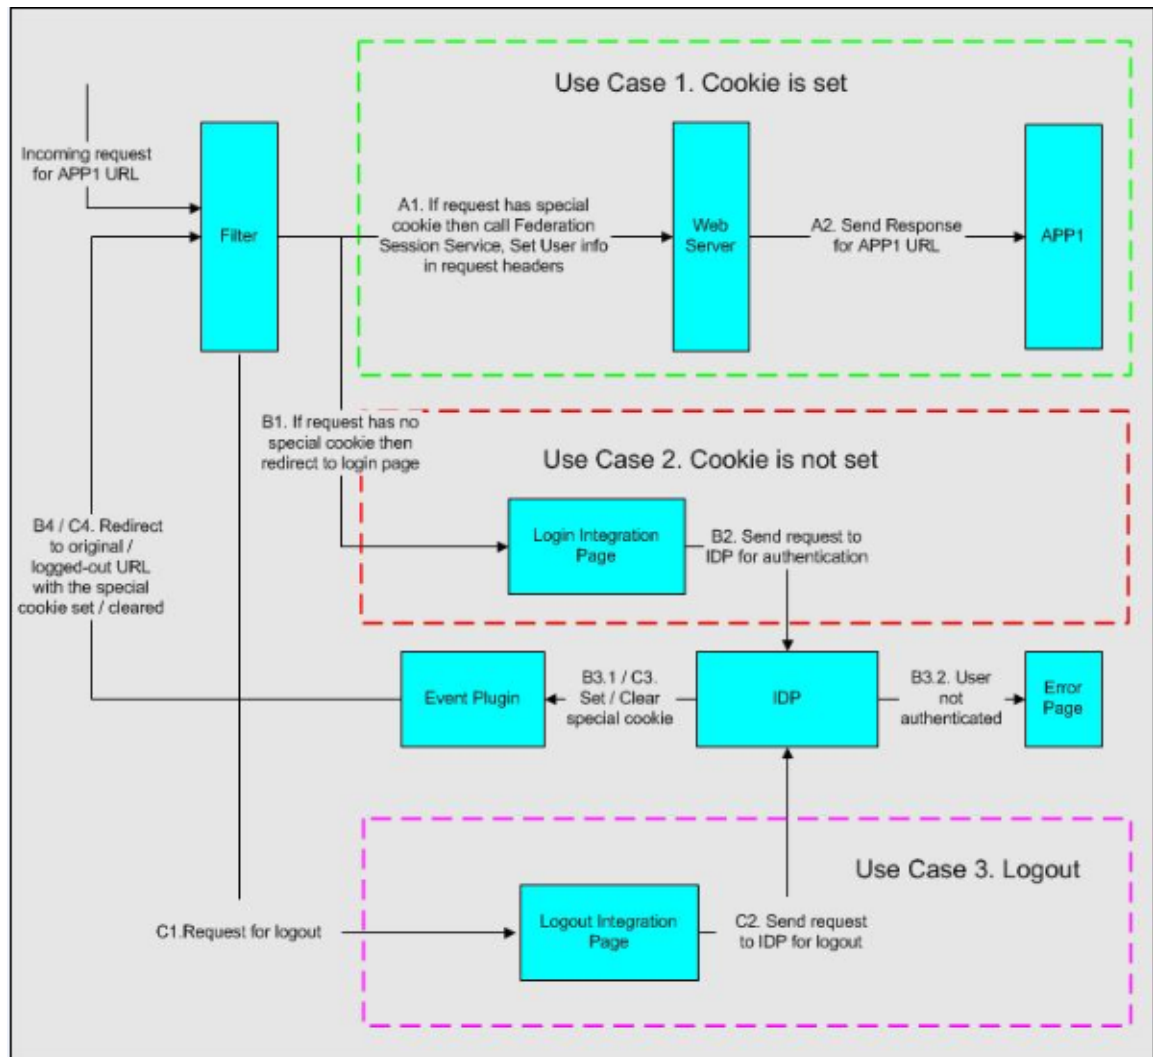 Use Case 1. Cookie is set
Incoming request
for APP1 URL
Filter
A1. If request has special
cookie then call Federation
Session Service, Set User info
in request headers
Web
Server
A2. Send Response
for APP1 URL
APP1
B1. If request has no
special cookie then
redirect to login page
Use Case 2. Cookie is not set
Login Integration
Page
B2. Send request to
IDP for authentication
B4 / C4. Redirect
to original /
logged-out URL
with the special
cookie set / cleared
Event Plugin
B3.1 / C3.
Set / Clear
special cookie
IDP
B3.2. User
not
authenticated
Error
Page
Use Case 3. Logout
C1.Request for logout
Logout Integration
Page
C2. Send request
to IDP for logout